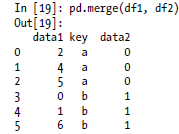 In [19]: pd.merge(df1, df2)
Out[19]:
   data1 key  data2
0      2   a      0
1      4   a      0
2      5   a      0
3      0   b      1
4      1   b      1
5      6   b      1